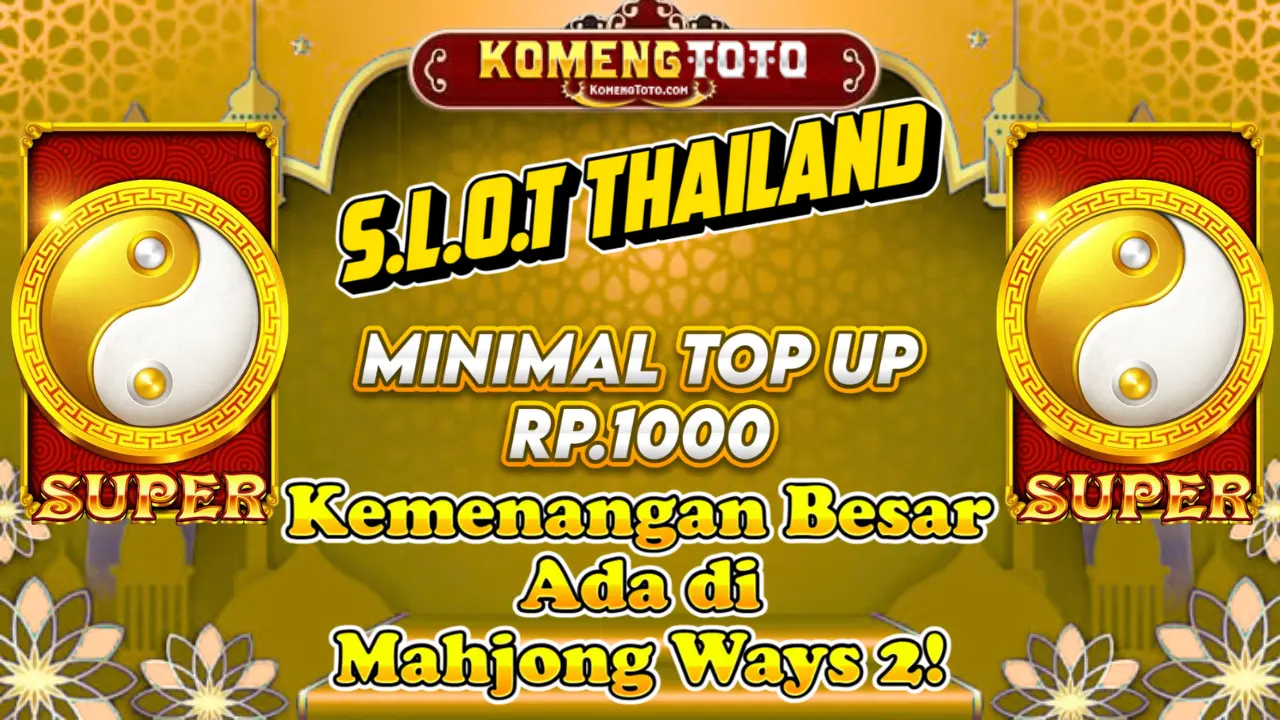 KOMENGTOTO
KOMENGTOTO.COM
S.L.O.T THAILAND
MINIMAL TOP UP
RP.1000
SUPER
SUPER
Kemenangan Besar
Ada di
Mahjong Ways 2!